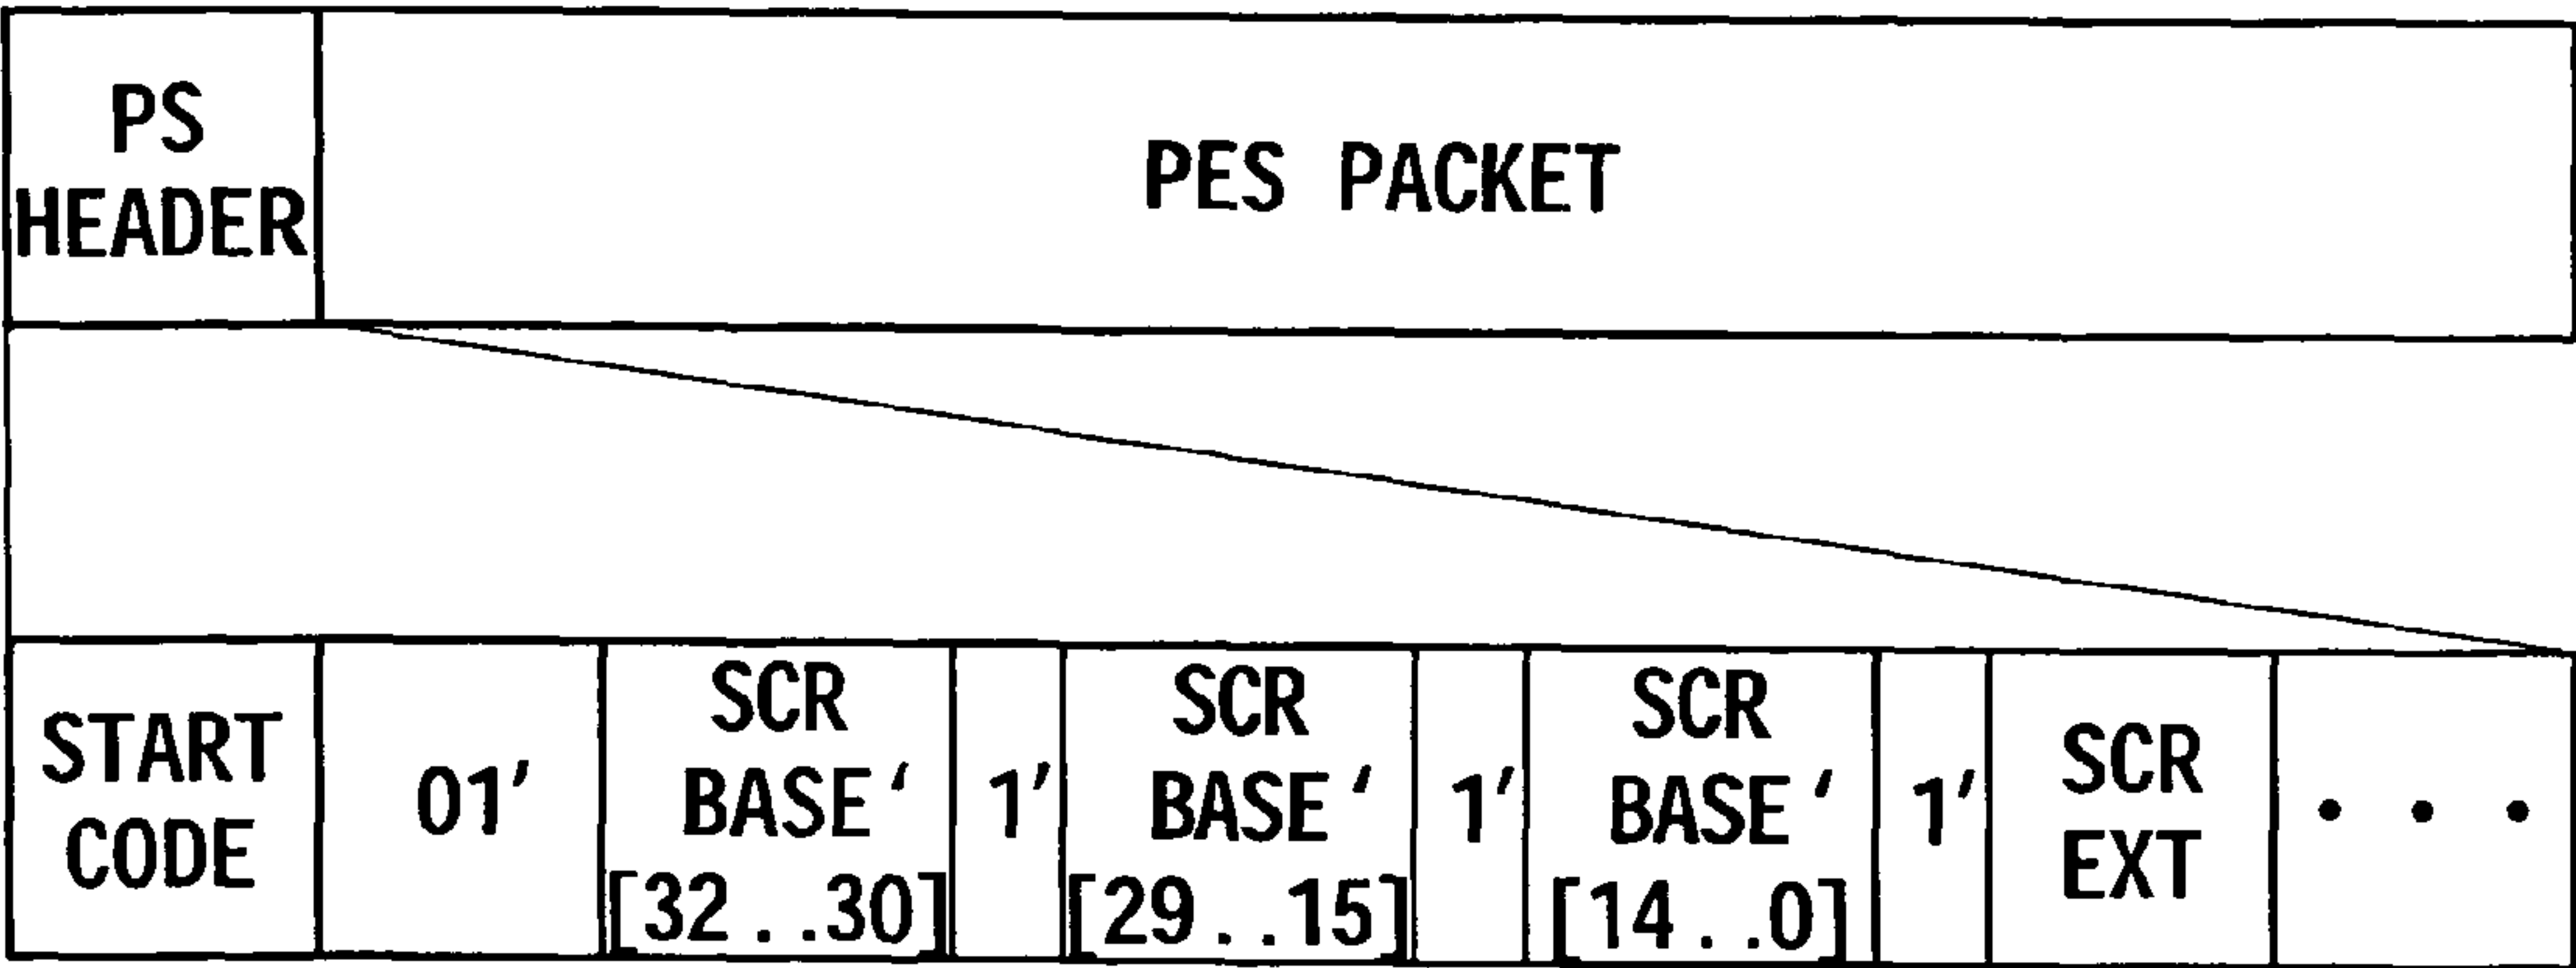 PS
HEADER
PES PACKET
START
CODE
01′
SCR
BASE‘
[32..30]
1′
SCR
BASE‘
[29..15]
1′
SCR
BASE‘
[14..0]
1′
SCR
EXT
• • •